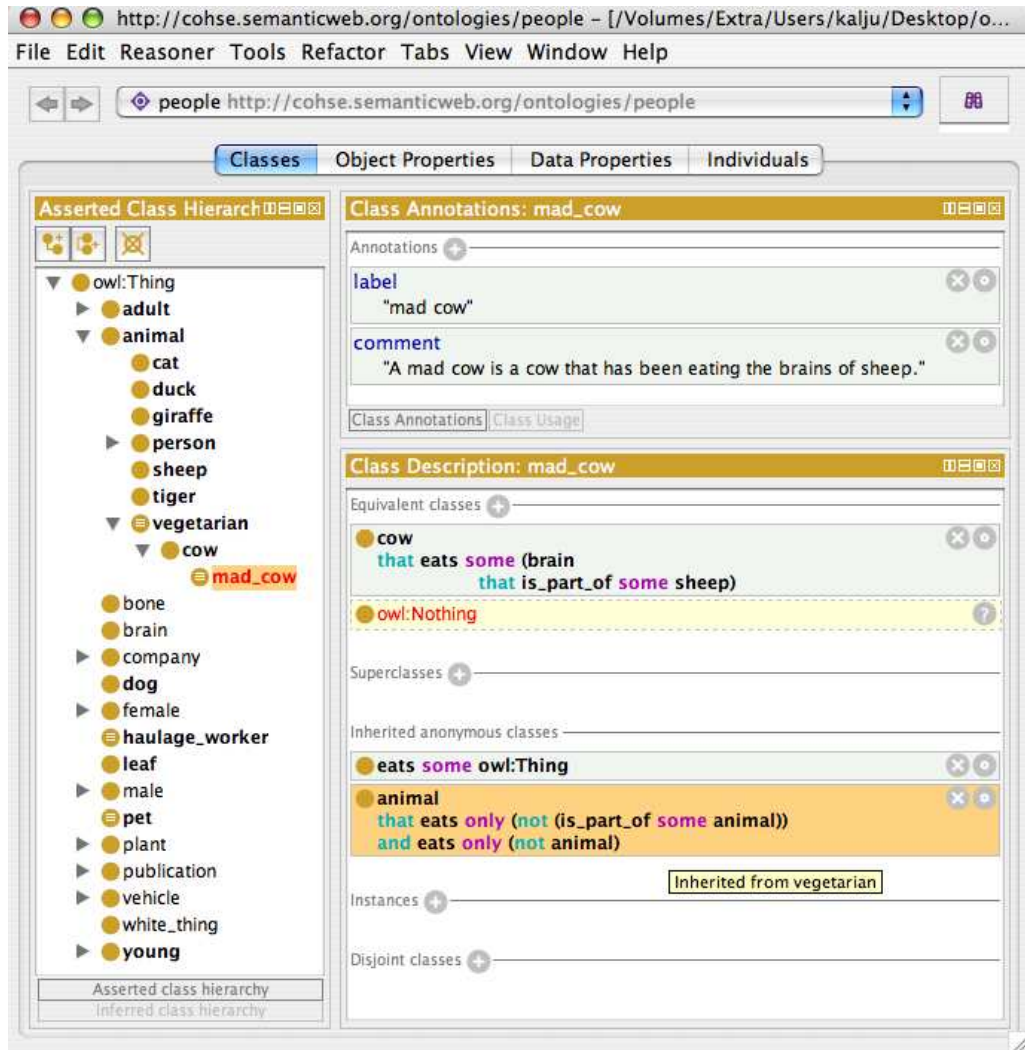 http://cohse.semanticweb.org/ontologies/people – [/Volumes/Extra/Users/kalju/Desktop/o...
File Edit Reasoner Tools Refactor Tabs View Window Help
people http://cohse.semanticweb.org/ontologies/people
Classes Object Properties Data Properties Individuals
Asserted Class Hierarch
owl:Thing
adult
animal
cat
duck
giraffe
person
sheep
tiger
vegetarian
cow
mad_cow
bone
brain
company
dog
female
haulage_worker
leaf
male
pet
plant
publication
vehicle
white_thing
young
Asserted class hierarchy
Inferred class hierarchy
Class Annotations: mad_cow
Annotations
label
"mad cow"
comment
"A mad cow is a cow that has been eating the brains of sheep."
Class Annotations Class Usage
Class Description: mad_cow
Equivalent classes
cow
that eats some (brain
that is_part_of some sheep)
owl:Nothing
Superclasses
Inherited anonymous classes
eats some owl:Thing
animal
that eats only (not (is_part_of some animal))
and eats only (not animal)
Inherited from vegetarian
Instances
Disjoint classes